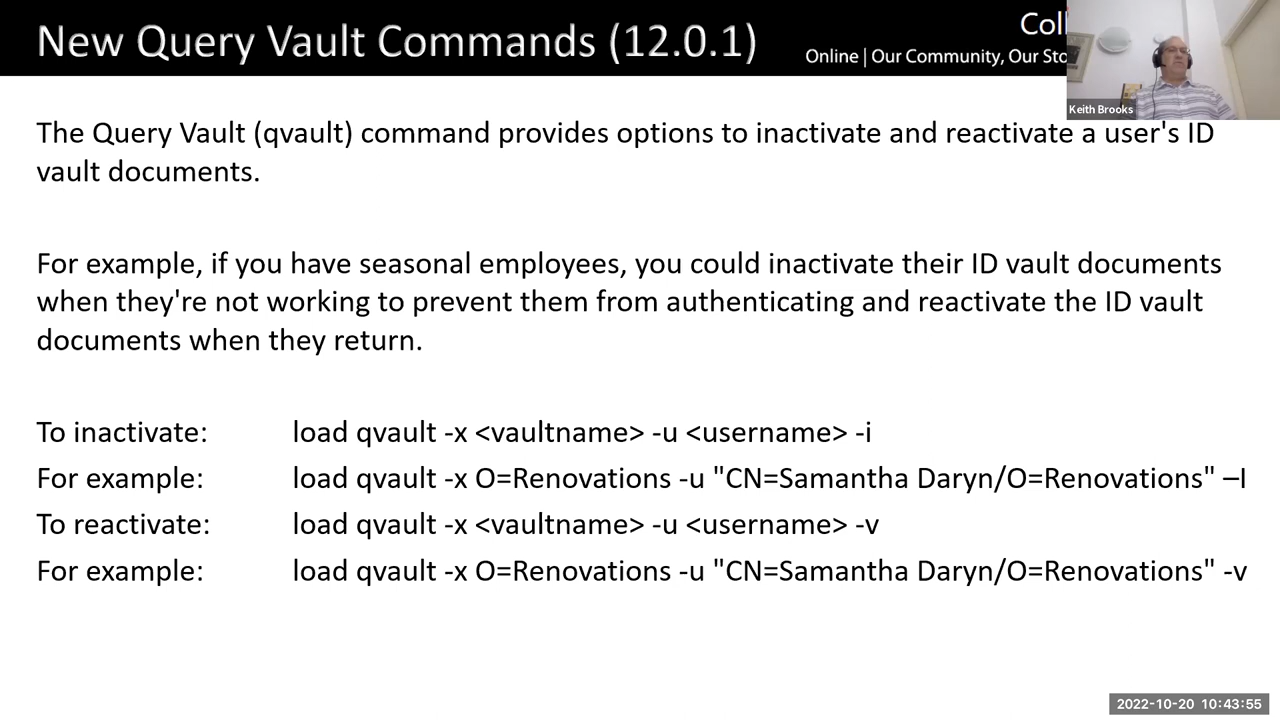 New Query Vault Commands (12.0.1)
Online | Our Community, Our
Keith Brooks
The Query Vault (qvault) command provides options to inactivate and reactivate a user's ID
vault documents.
For example, if you have seasonal employees, you could inactivate their ID vault documents
when they're not working to prevent them from authenticating and reactivate the ID vault
documents when they return.
To inactivate: load qvault -x <vaultname> -u <username> -i
For example: load qvault -x O=Renovations -u "CN=Samantha Daryn/O=Renovations" –I
To reactivate: load qvault -x <vaultname> -u <username> -v
For example: load qvault -x O=Renovations -u "CN=Samantha Daryn/O=Renovations" -v
2022-10-20 10:43:55